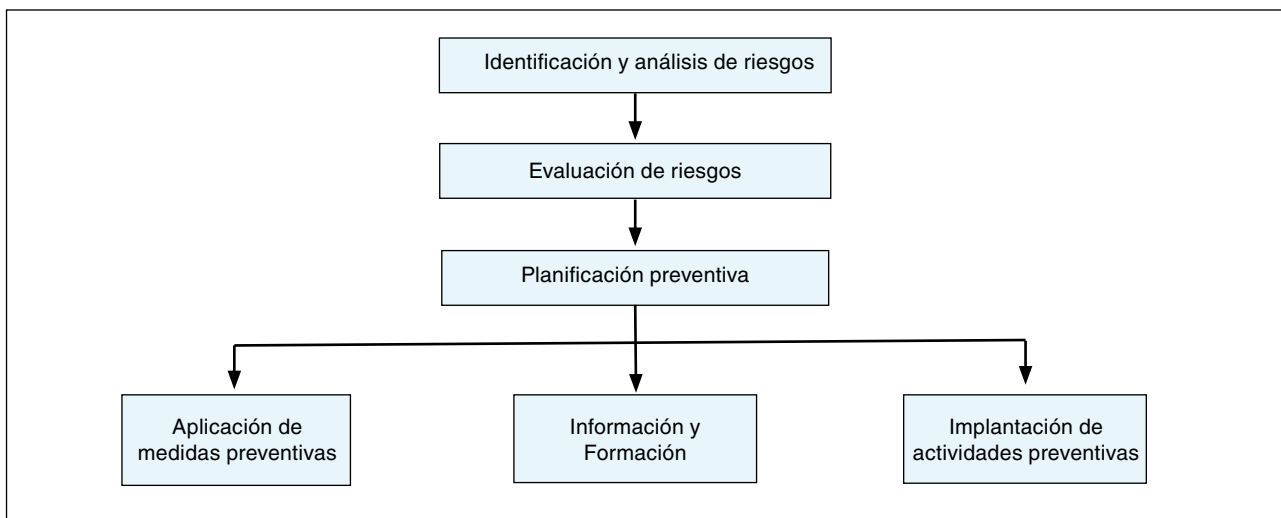 Identificación y análisis de riesgos
Evaluación de riesgos
Planificación preventiva
Aplicación de
medidas preventivas
Información y
Formación
Implantación de
actividades preventivas